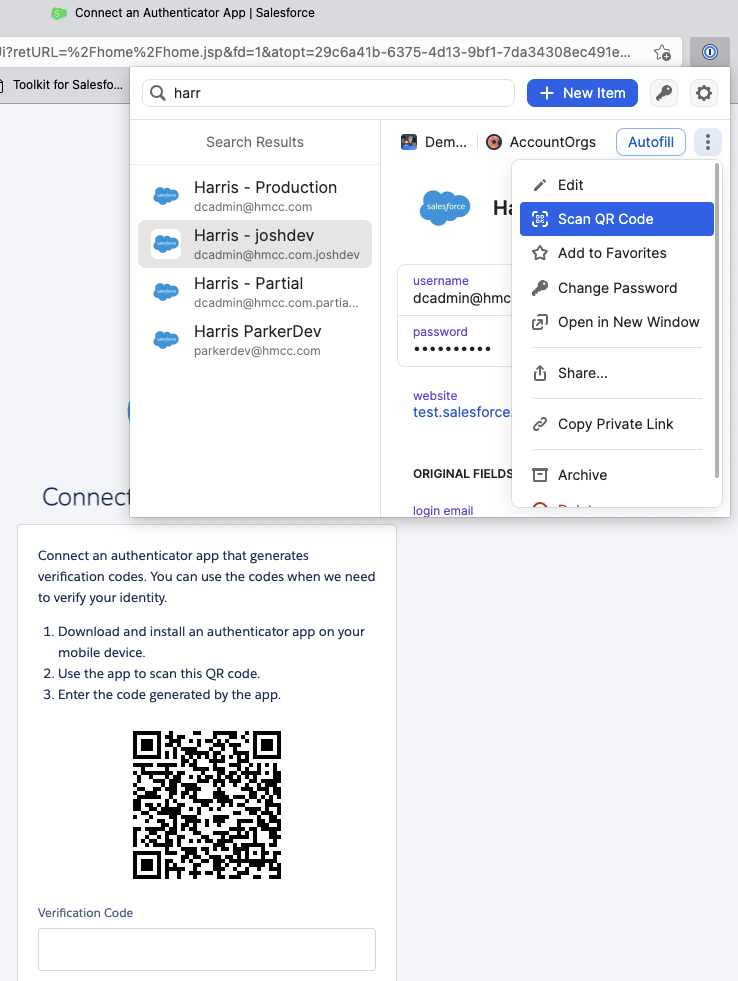 Connect an Authenticator App | Salesforce
i?retURL=%2Fhome%2Fhome.jsp&fd=1&atopt=29c6a41b-6375-4d13-9bf1-7da34308ec491e...
Toolkit for Salesfo...
harr
New Item
Search Results
Dem...
AccountOrgs
Autofill
Harris - Production
dcadmin@hmcc.com
Harris - joshdev
dcadmin@hmcc.com.joshdev
Harris - Partial
dcadmin@hmcc.com.partia...
Harris ParkerDev
parkerdev@hmcc.com
salesforce
Ha
username
dcadmin@hmc
password
••••••••••
website
test.salesforce.
ORIGINAL FIELDS
login email
Edit
Scan QR Code
Add to Favorites
Change Password
Open in New Window
Share...
Copy Private Link
Archive
Connect
Connect an authenticator app that generates
verification codes. You can use the codes when we need
to verify your identity.
1. Download and install an authenticator app on your
mobile device.
2. Use the app to scan this QR code.
3. Enter the code generated by the app.
Verification Code